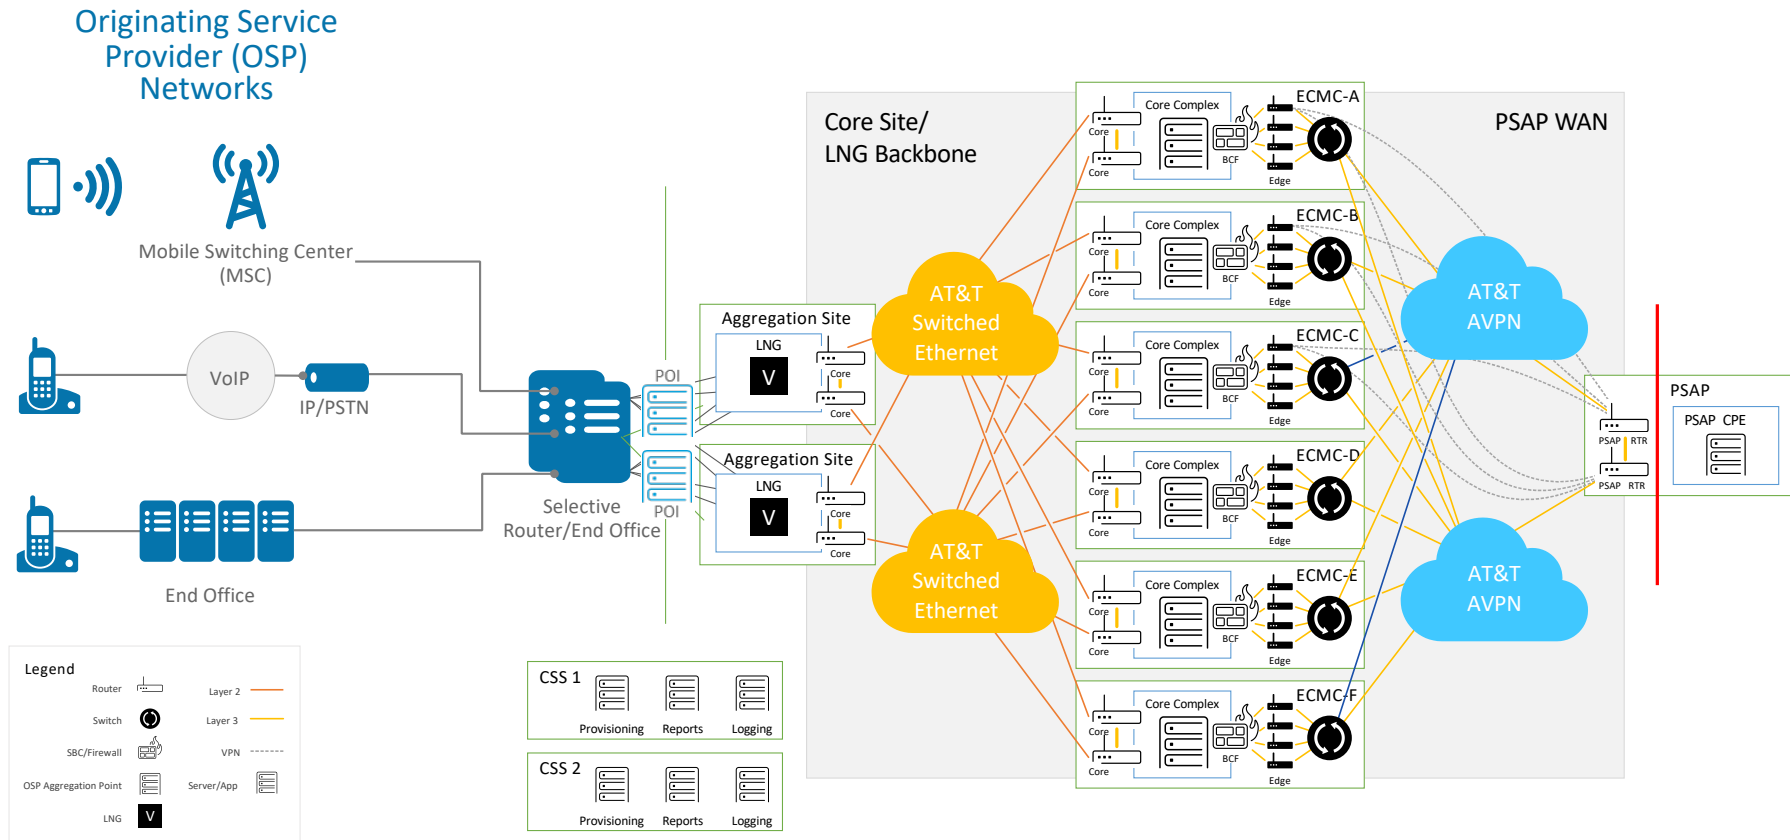 Originating Service
Provider (OSP)
Networks
Mobile Switching Center
(MSC)
VoIP
IP/PSTN
End Office
Selective
Router/End Office
POI
POI
Aggregation Site
LNG
V
Core
Core
Aggregation Site
LNG
V
Core
Core
Core Site/
LNG Backbone
AT&T
Switched
Ethernet
AT&T
Switched
Ethernet
PSAP WAN
ECMC-A
Core Complex
Core
Core
BCF
Edge
ECMC-B
Core Complex
Core
Core
BCF
Edge
ECMC-C
Core Complex
Core
Core
BCF
Edge
ECMC-D
Core Complex
Core
Core
BCF
Edge
ECMC-E
Core Complex
Core
Core
BCF
Edge
ECMC-F
Core Complex
Core
Core
BCF
Edge
AT&T
AVPN
AT&T
AVPN
PSAP
PSAP CPE
PSAP RTR
PSAP RTR
CSS 1
Provisioning Reports Logging
CSS 2
Provisioning Reports Logging
Legend
Router
Layer 2
Switch
Layer 3
SBC/Firewall
VPN
OSP Aggregation Point
Server/App
LNG
V